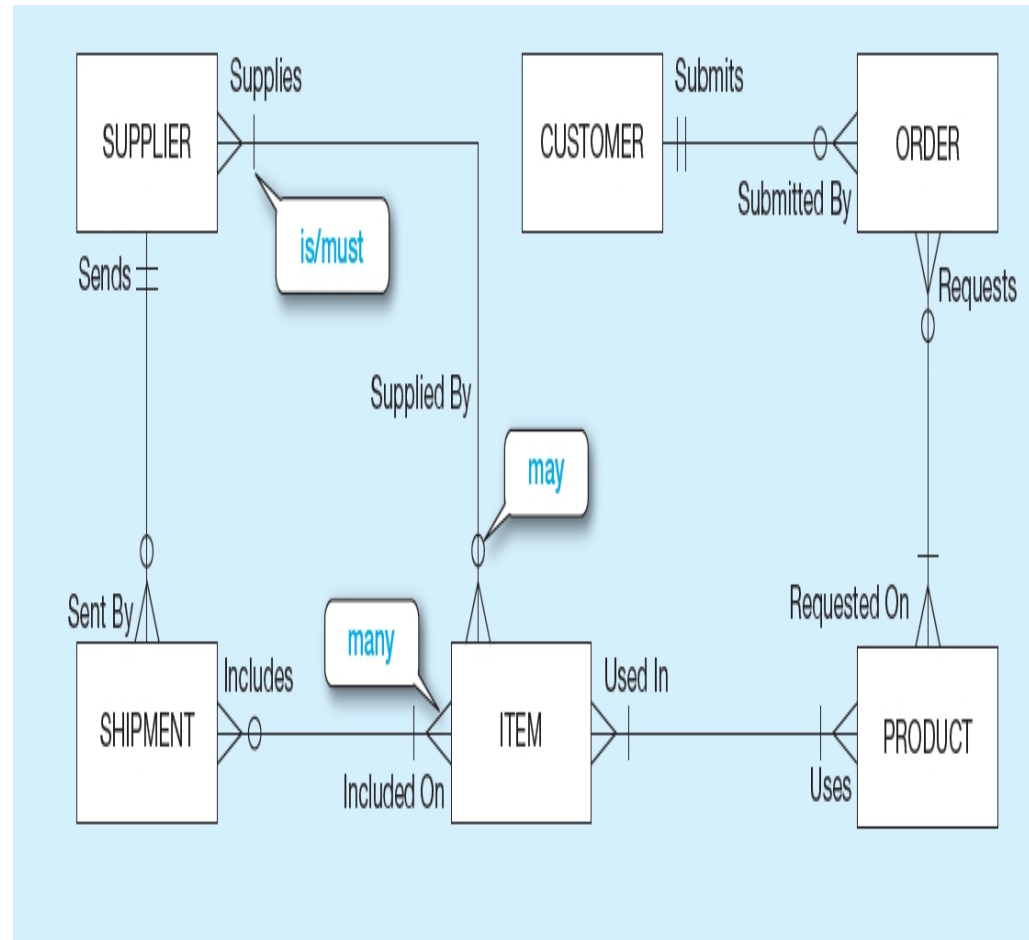 Supplies
Submits
SUPPLIER
CUSTOMER
ORDER
Submitted By
is/must
Sends
Requests
Supplied By
may
Sent By
many
Requested On
Includes
Used In
SHIPMENT
ITEM
PRODUCT
Included On
Uses